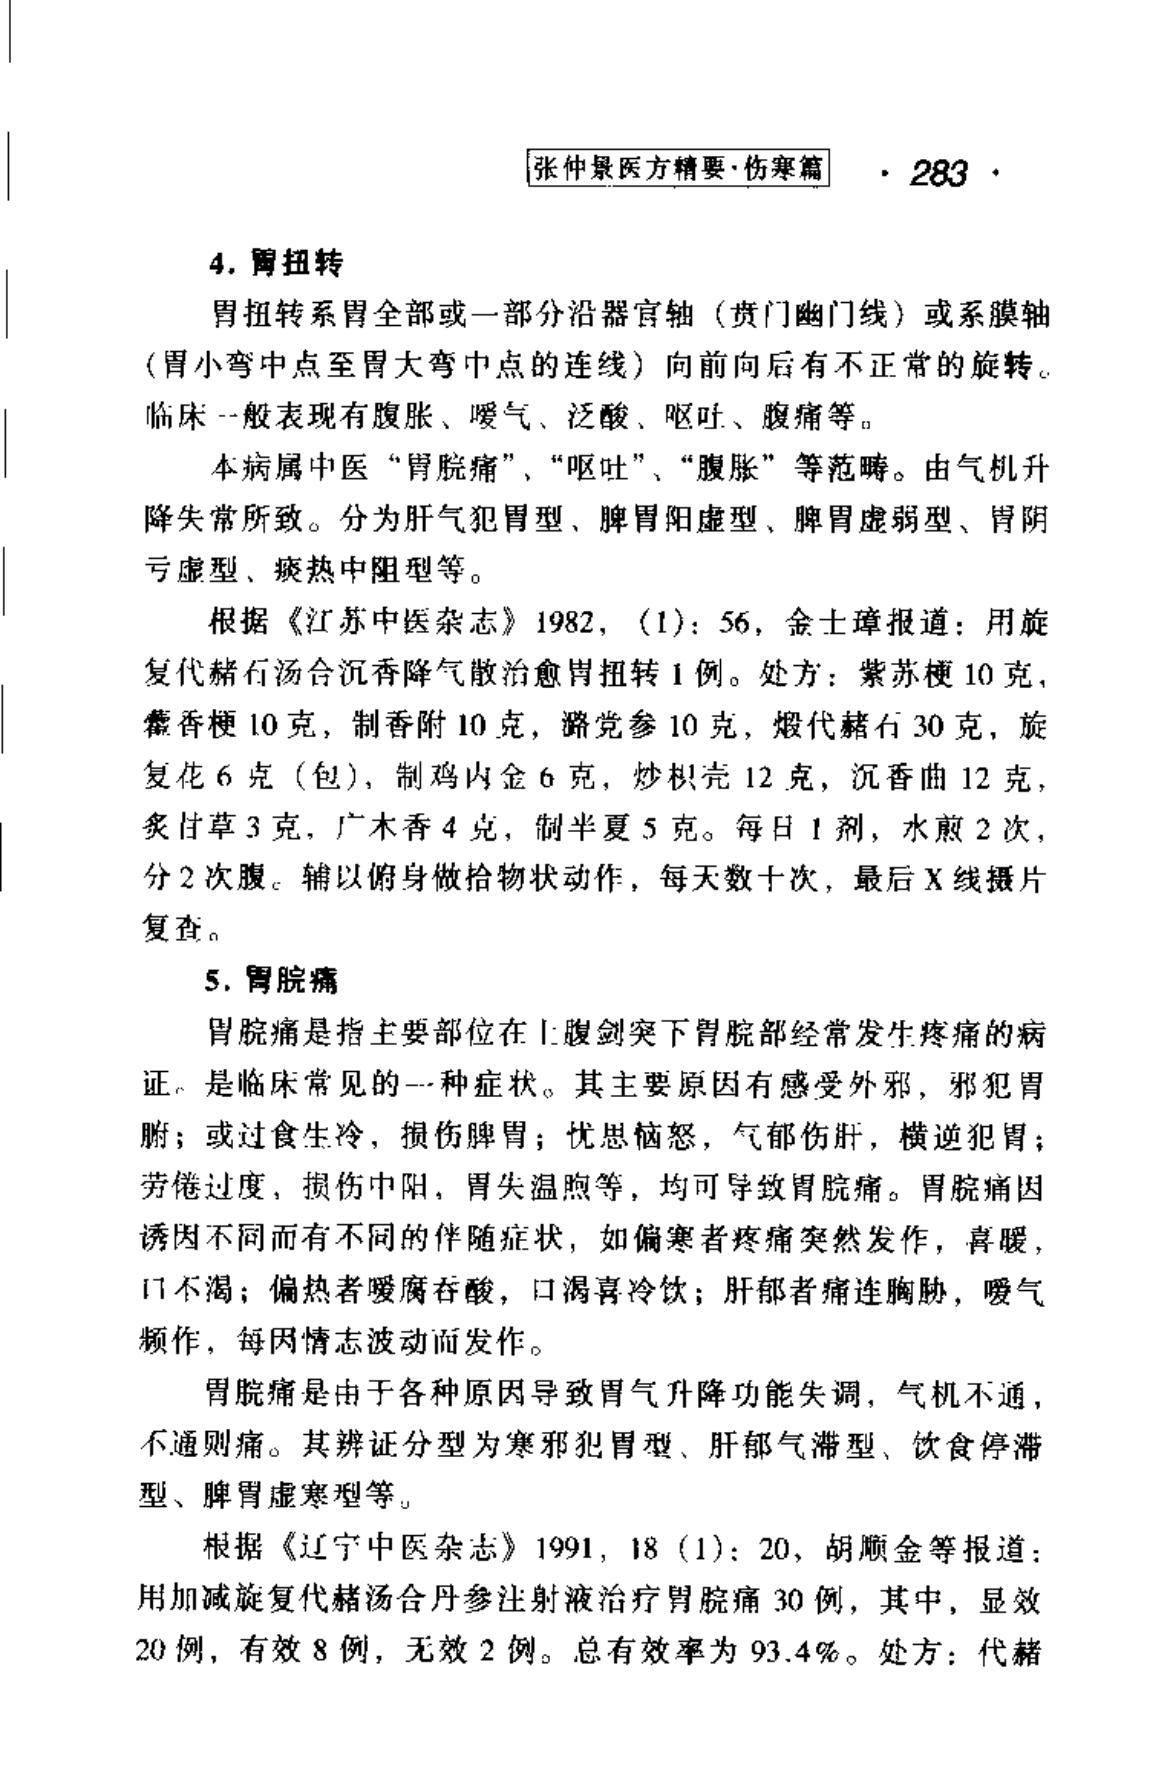 张仲景医方精要·伤寒篇 · 283 ·
4. 胃扭转
胃扭转系胃全部或一部分沿器官轴（贲门幽门线）或系膜轴
（胃小弯中点至胃大弯中点的连线）向前向后有不正常的旋转。
临床一般表现有腹胀、嗳气、泛酸、呕吐、腹痛等。
本病属中医“胃脘痛”、“呕吐”、“腹胀”等范畴。由气机升
降失常所致。分为肝气犯胃型、脾胃阳虚型、脾胃虚弱型、胃阴
亏虚型、痰热中阻型等。
根据《江苏中医杂志》1982，（1）：56，金士璋报道：用旋
复代赭石汤合沉香降气散治愈胃扭转 1 例。处方：紫苏梗 10 克，
藿香梗 10 克，制香附 10 克，潞党参 10 克，煅代赭石 30 克，旋
复花 6 克（包），制鸡内金 6 克，炒枳壳 12 克，沉香曲 12 克，
炙甘草 3 克，广木香 4 克，制半夏 5 克。每日 1 剂，水煎 2 次，
分 2 次腹。辅以俯身做拾物状动作，每天数十次，最后 X 线摄片
复查。
5. 胃脘痛
胃脘痛是指主要部位在上腹剑突下胃脘部经常发生疼痛的病
证。是临床常见的一种症状。其主要原因有感受外邪，邪犯胃
腑；或过食生冷，损伤脾胃；忧思恼怒，气郁伤肝，横逆犯胃；
劳倦过度，损伤中阳，胃失温煦等，均可导致胃脘痛。胃脘痛因
诱因不同而有不同的伴随症状，如偏寒者疼痛突然发作，喜暖，
口不渴；偏热者嗳腐吞酸，口渴喜冷饮；肝郁者痛连胸胁，嗳气
频作，每因情志波动而发作。
胃脘痛是由于各种原因导致胃气升降功能失调，气机不通，
不通则痛。其辨证分型为寒邪犯胃型、肝郁气滞型、饮食停滞
型、脾胃虚寒型等。
根据《辽宁中医杂志》1991，18（1）：20，胡顺金等报道：
用加减旋复代赭汤合丹参注射液治疗胃脘痛 30 例，其中，显效
20 例，有效 8 例，无效 2 例。总有效率为 93.4%。处方：代赭